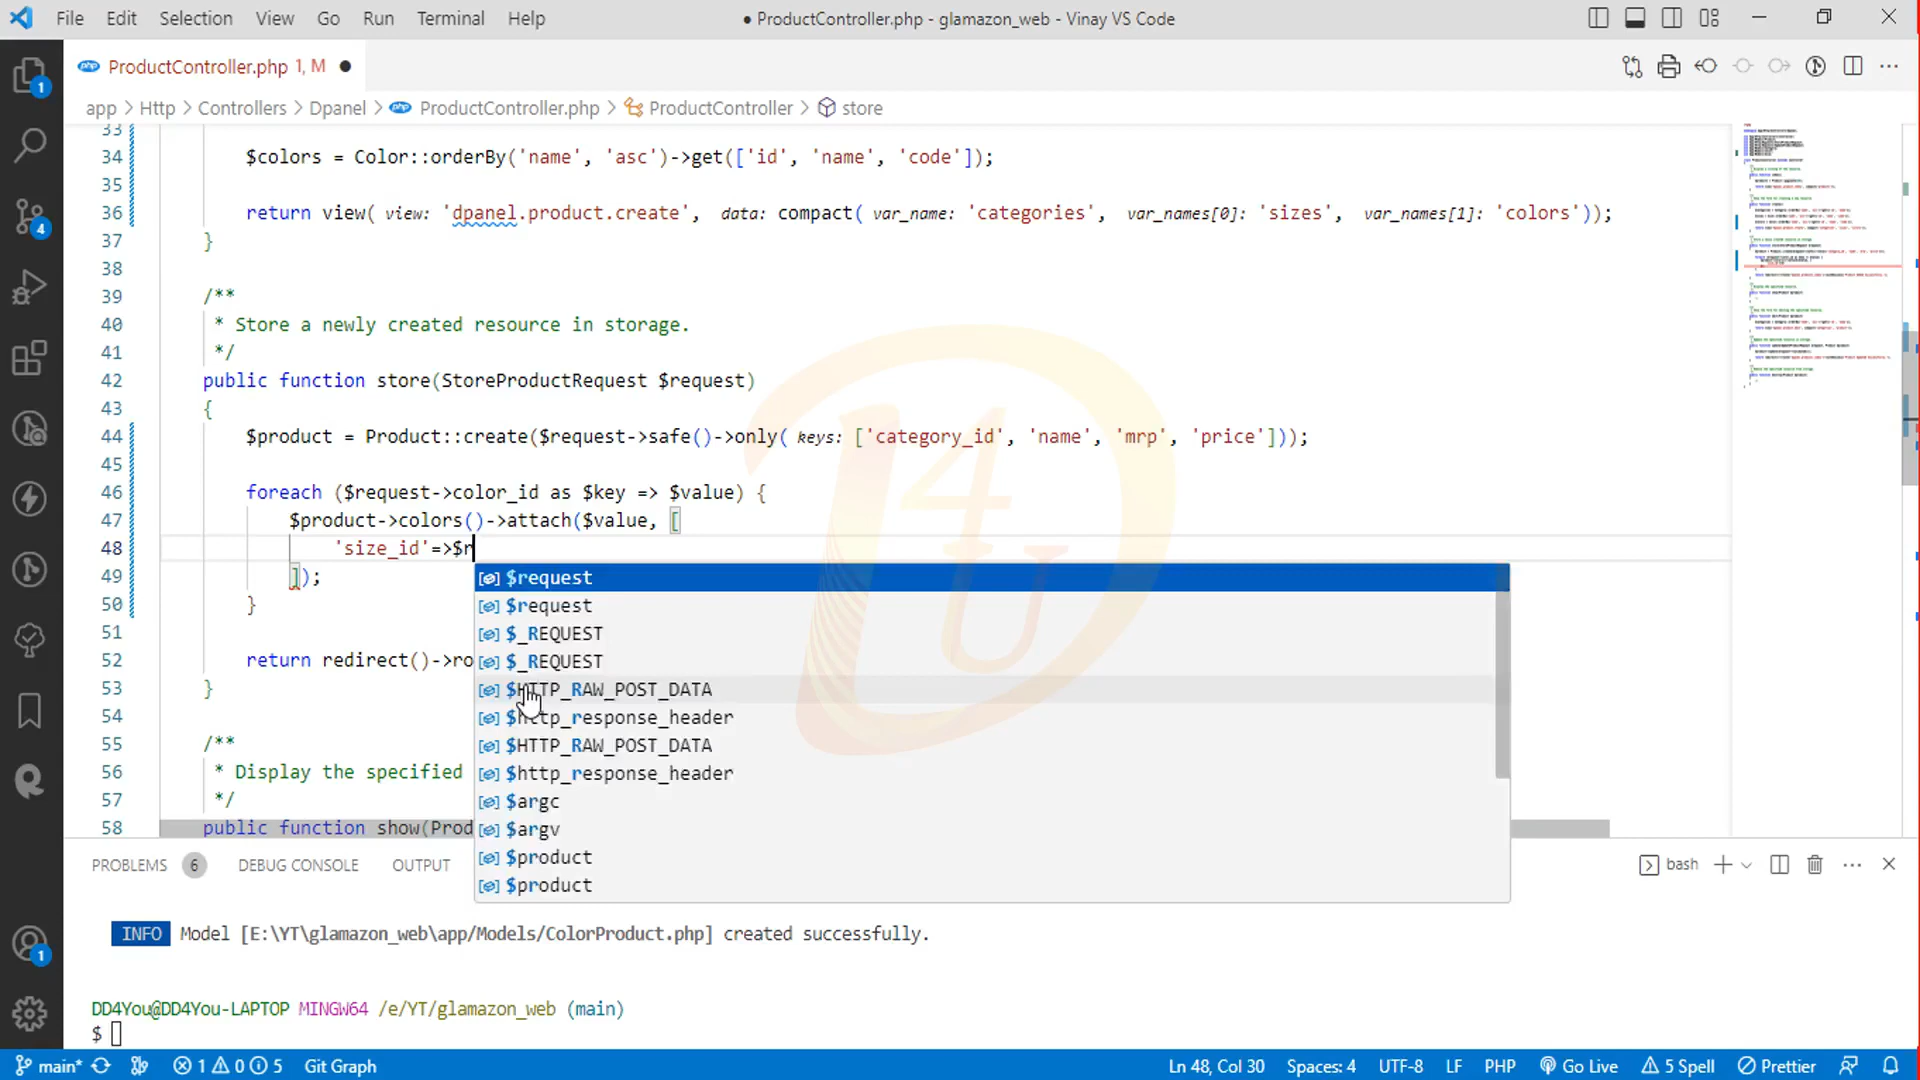 File Edit Selection View Go Run Terminal Help
● ProductController.php - glamazon_web - Vinay VS Code
ProductController.php 1, M ●
app > Http > Controllers > Dpanel > ProductController.php > ProductController > store
33
34 $colors = Color::orderBy('name', 'asc')->get(['id', 'name', 'code']);
35
36 return view( view: 'dpanel.product.create', data: compact( var_name: 'categories', var_names[0]: 'sizes', var_names[1]: 'colors'));
37 }
38
39 /**
40 * Store a newly created resource in storage.
41 */
42 public function store(StoreProductRequest $request)
43 {
44 $product = Product::create($request->safe()->only( keys: ['category_id', 'name', 'mrp', 'price']));
45
46 foreach ($request->color_id as $key => $value) {
47 $product->colors()->attach($value, [
48 'size_id'=>$r
49 ]);
50 }
51
52 return redirect()->ro
53 }
54
55 /**
56 * Display the specified
57 */
58 public function show(Prod
$request
$request
$_REQUEST
$_REQUEST
$HTTP_RAW_POST_DATA
$http_response_header
$HTTP_RAW_POST_DATA
$http_response_header
$argc
$argv
$product
$product
D 4 U
PROBLEMS 6 DEBUG CONSOLE OUTPUT
bash
INFO Model [E:\YT\glamazon_web\app/Models/ColorProduct.php] created successfully.
DD4You@DD4You-LAPTOP MINGW64 /e/YT/glamazon_web (main)
$
main* 1 0 5 Git Graph
Ln 48, Col 30 Spaces: 4 UTF-8 LF PHP Go Live 5 Spell Prettier
1
4
1